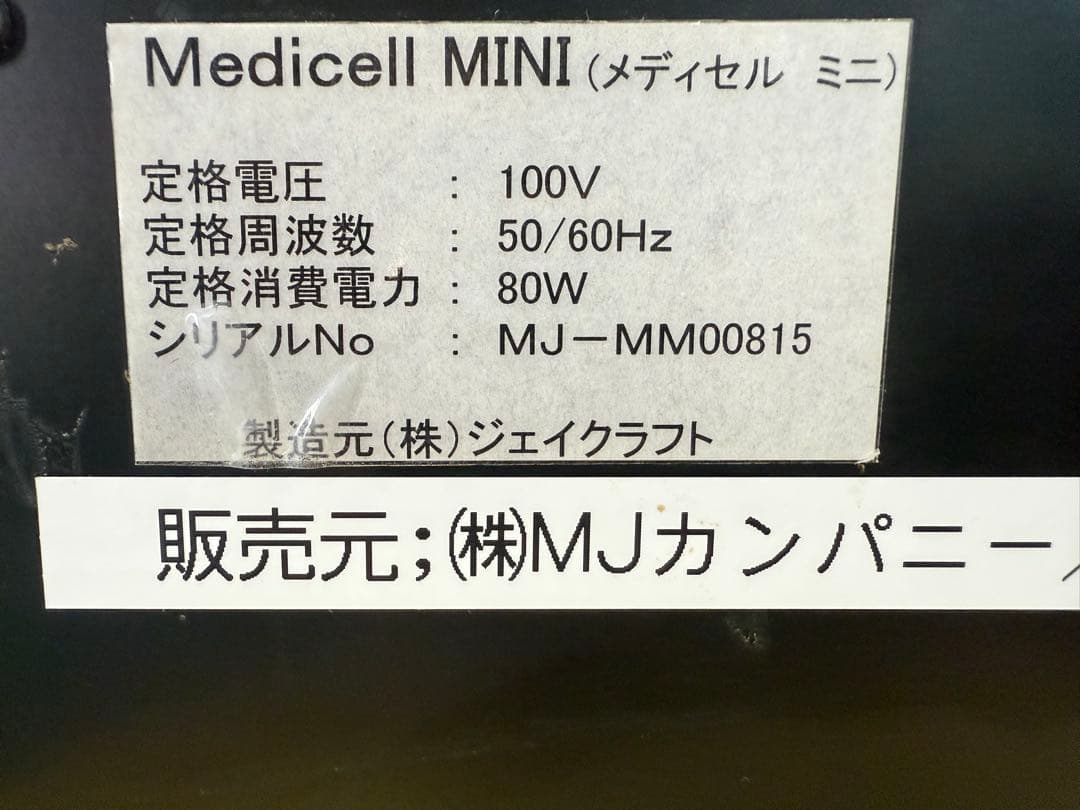 Medicell MINI (メディセル ミニ)
定格電圧 : 100V
定格周波数 : 50/60Hz
定格消費電力 : 80W
シリアルNo : MJ-MM00815
製造元(株)ジェイクラフト
販売元;㈱MJカンパニー